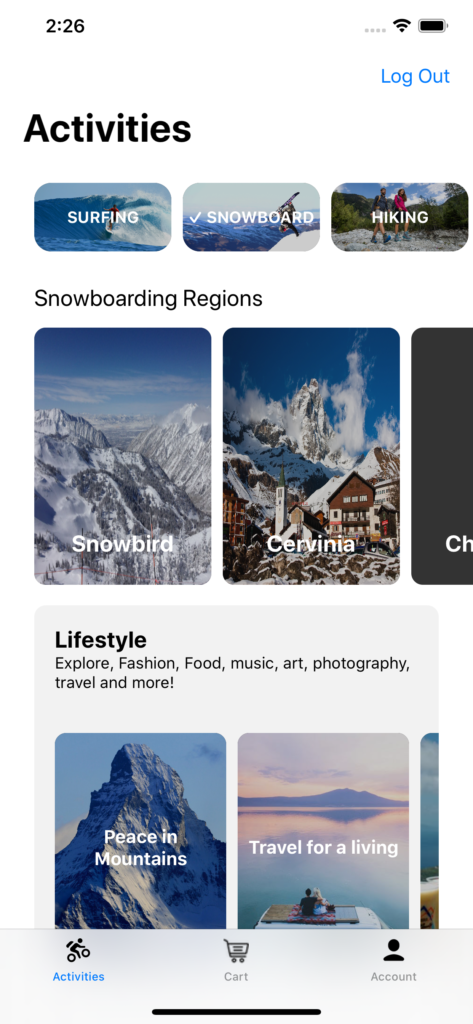 2:26
Log Out
Activities
SURFING
✓ SNOWBOARD
HIKING
Snowboarding Regions
Snowbird
Cervinia
Ch
Lifestyle
Explore, Fashion, Food, music, art, photography,
travel and more!
Peace in
Mountains
Travel for a living
Activities
Cart
Account